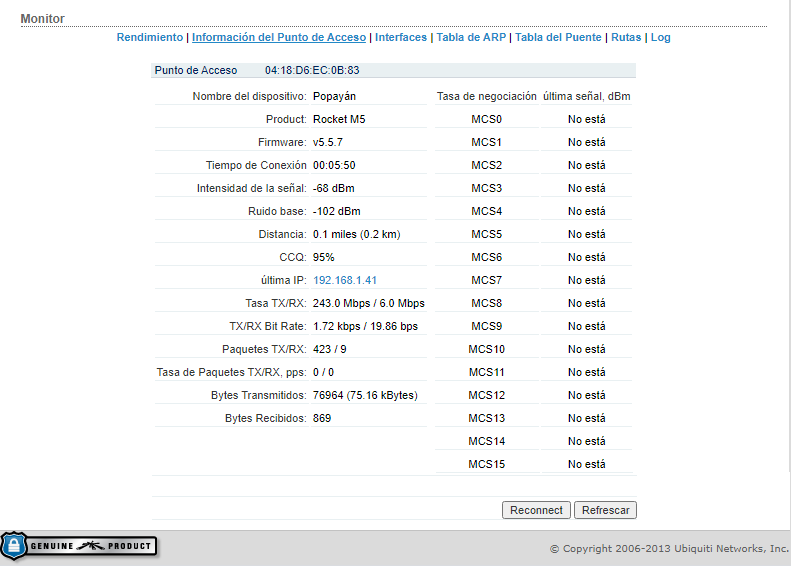 Monitor
Rendimiento | Información del Punto de Acceso | Interfaces | Tabla de ARP | Tabla del Puente | Rutas | Log
Punto de Acceso 04:18:D6:EC:0B:83
Nombre del dispositivo: Popayán Tasa de negociación última señal, dBm
Product: Rocket M5 MCS0 No está
Firmware: v5.5.7 MCS1 No está
Tiempo de Conexión 00:05:50 MCS2 No está
Intensidad de la señal: -68 dBm MCS3 No está
Ruido base: -102 dBm MCS4 No está
Distancia: 0.1 miles (0.2 km) MCS5 No está
CCQ: 95% MCS6 No está
última IP: 192.168.1.41 MCS7 No está
Tasa TX/RX: 243.0 Mbps / 6.0 Mbps MCS8 No está
TX/RX Bit Rate: 1.72 kbps / 19.86 bps MCS9 No está
Paquetes TX/RX: 423 / 9 MCS10 No está
Tasa de Paquetes TX/RX, pps: 0 / 0 MCS11 No está
Bytes Transmitidos: 76964 (75.16 kBytes) MCS12 No está
Bytes Recibidos: 869 MCS13 No está
MCS14 No está
MCS15 No está
Reconnect Refrescar
GENUINE PRODUCT
© Copyright 2006-2013 Ubiquiti Networks, Inc.